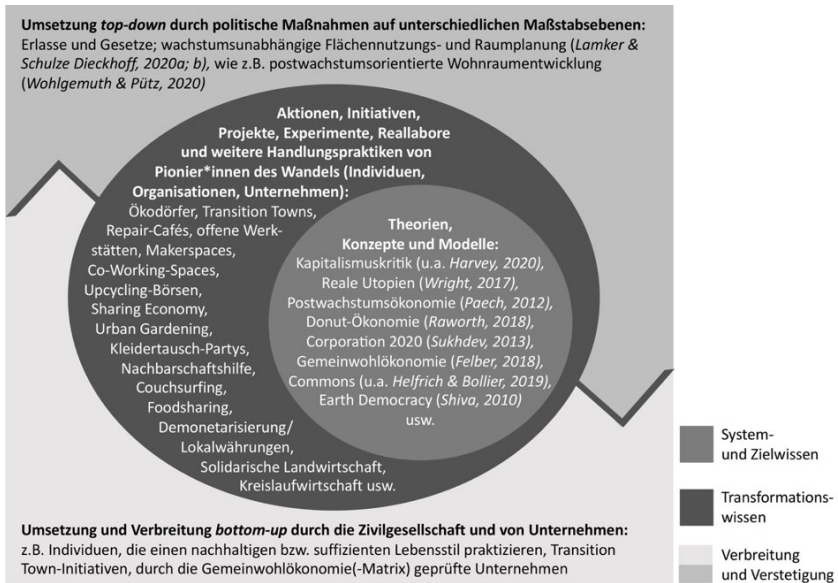 Umsetzung top-down durch politische Maßnahmen auf unterschiedlichen Maßstabsebenen:
Erlasse und Gesetze; wachstumsunabhängige Flächennutzungs- und Raumplanung (Lamker &
Schulze Dieckhoff, 2020a; b), wie z.B. postwachstumsorientierte Wohnraumentwicklung
(Wohlgemuth & Pütz, 2020)
Aktionen, Initiativen,
Projekte, Experimente, Reallabore
und weitere Handlungspraktiken von
Pionier*innen des Wandels (Individuen,
Organisationen, Unternehmen):
Ökodörfer, Transition Towns,
Repair-Cafés, offene Werk-
stätten, Makerspaces,
Co-Working-Spaces,
Upcycling-Börsen,
Sharing Economy,
Urban Gardening,
Kleidertausch-Partys,
Nachbarschaftshilfe,
Couchsurfing,
Foodsharing,
Demonetarisierung/
Lokalwährungen,
Solidarische Landwirtschaft,
Kreislaufwirtschaft usw.
Theorien,
Konzepte und Modelle:
Kapitalismuskritik (u.a. Harvey, 2020),
Reale Utopien (Wright, 2017),
Postwachstumsökonomie (Paech, 2012),
Donut-Ökonomie (Raworth, 2018),
Corporation 2020 (Sukhdev, 2013),
Gemeinwohlökonomie (Felber, 2018),
Commons (u.a. Helfrich & Bollier, 2019),
Earth Democracy (Shiva, 2010)
usw.
Umsetzung und Verbreitung bottom-up durch die Zivilgesellschaft und von Unternehmen:
z.B. Individuen, die einen nachhaltigen bzw. suffizienten Lebensstil praktizieren, Transition
Town-Initiativen, durch die Gemeinwohlökonomie(-Matrix) geprüfte Unternehmen
System-
und Zielwissen
Transformations-
wissen
Verbreitung
und Verstetigung